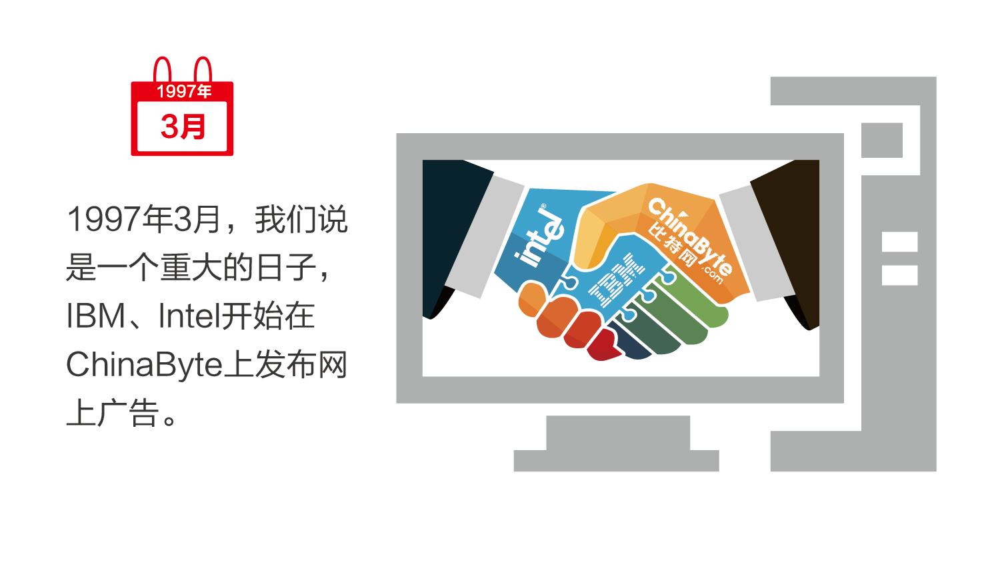 1997年
3月
1997年3月，我们说
是一个重大的日子，
IBM、Intel开始在
ChinaByte上发布网
上广告。
intel®
IBM
ChinaByte
比特网
.com